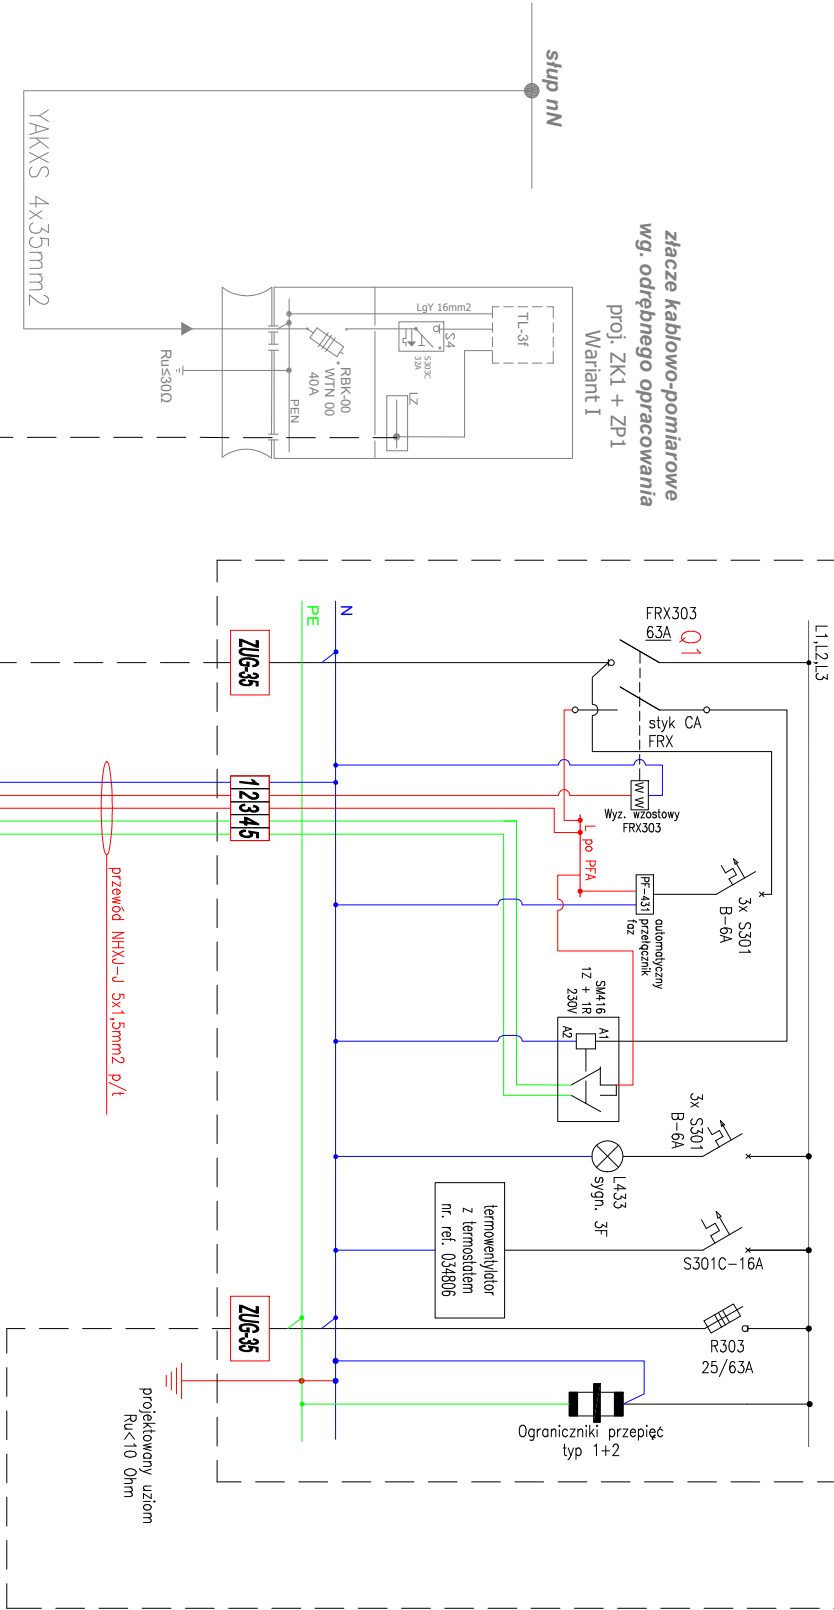 słup nN
YAKXS 4x35mm2
złacze kablowo-pomiarowe
wg. odrębnego opracowania
proj. ZK1 + ZP1
Wariant I
LgY 16mm2
TL-3f
S4
S303C
32A
RBK-00
WTN 00
40A
LZ
PEN
Ru≤30Ω
PE
N
FRX303
63A
Q1
L1,L2,L3
ZUG-35
styk CA
FRX
W W
Wyz. wzostowy
FRX303
1 2 3 4 5
L po PFA
PF-431
automatyczny
przełącznik
faz
3x S301
B-6A
przewód NHXJ-J 5x1,5mm2 p/t
SM416
1Z + 1R
230V
A1
A2
3x S301
B-6A
L433
sygn. 3F
termowentylator
z termostatem
nr. ref. 034806
S301C-16A
ZUG-35
R303
25/63A
Ograniczniki przepięć
typ 1+2
projektowany uziom
Ru<10 Ohm